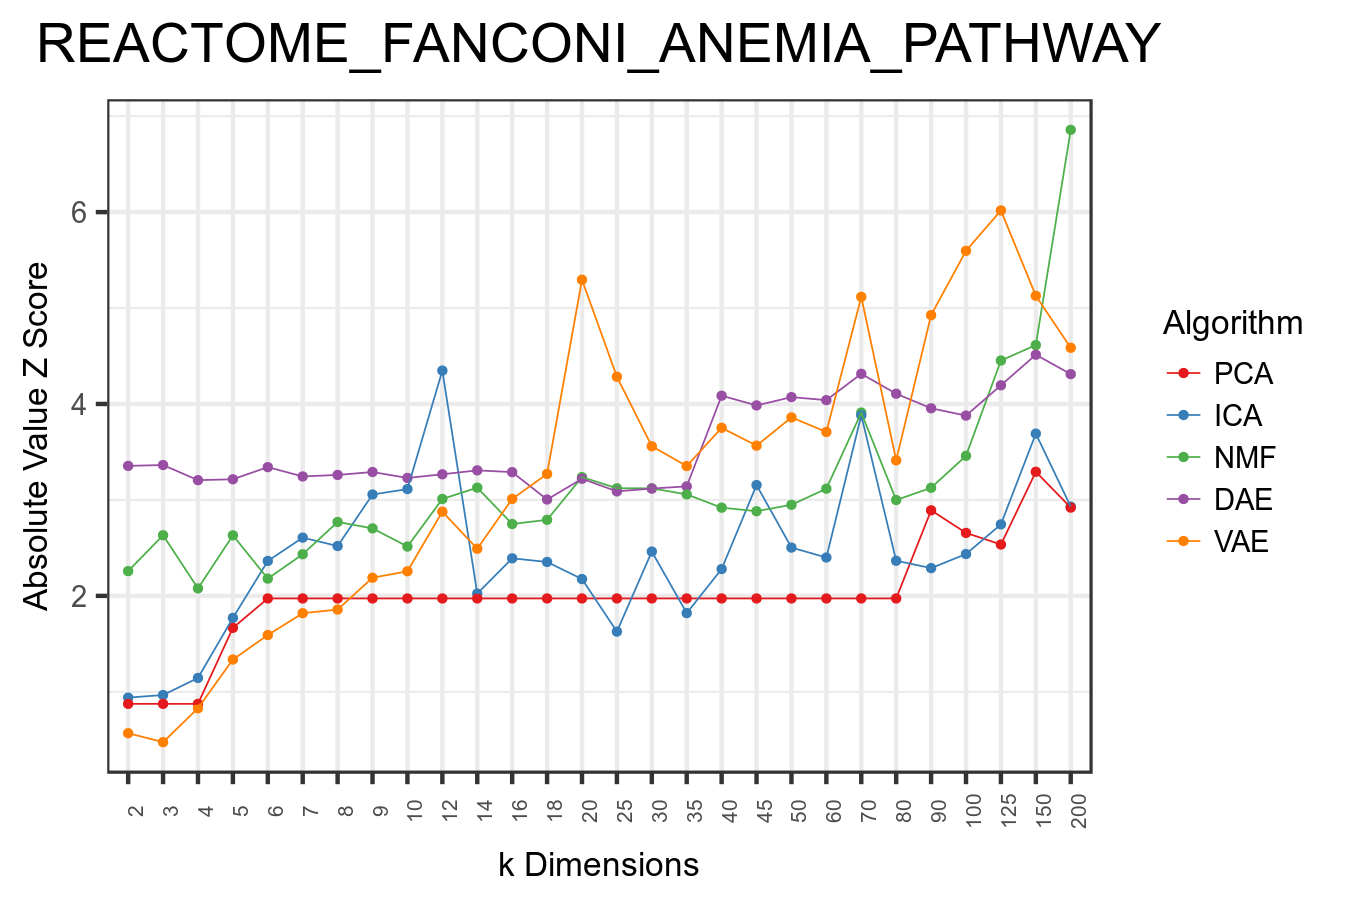 REACTOME_FANCONI_ANEMIA_PATHWAY
Absolute Value Z Score
6
4
2
2 3 4 5 6 7 8 9 10 12 14 16 18 20 25 30 35 40 45 50 60 70 80 90 100 125 150 200
k Dimensions
Algorithm
PCA
ICA
NMF
DAE
VAE